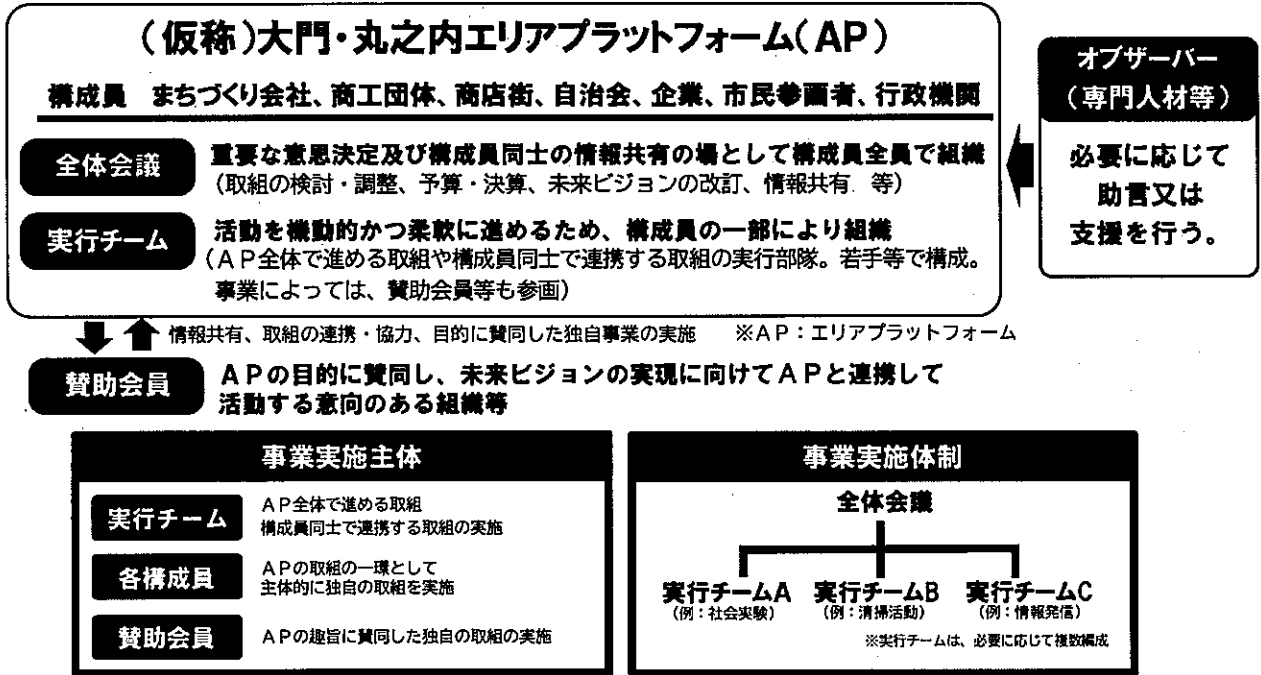 (仮称)大門・丸之内エリアプラットフォーム(AP)
構成員 まちづくり会社、商工団体、商店街、自治会、企業、市民参画者、行政機関
全体会議
重要な意思決定及び構成員同士の情報共有の場として構成員全員で組織
(取組の検討・調整、予算・決算、未来ビジョンの改訂、情報共有 等)
実行チーム
活動を機動的かつ柔軟に進めるため、構成員の一部により組織
(AP全体で進める取組や構成員同士で連携する取組の実行部隊。若手等で構成。
事業によっては、賛助会員等も参画)
オブザーバー
(専門人材等)
必要に応じて
助言又は
支援を行う。
情報共有、取組の連携・協力、目的に賛同した独自事業の実施 ※AP:エリアプラットフォーム
賛助会員
APの目的に賛同し、未来ビジョンの実現に向けてAPと連携して
活動する意向のある組織等
事業実施主体
実行チーム
AP全体で進める取組
構成員同士で連携する取組の実施
各構成員
APの取組の一環として
主体的に独自の取組を実施
賛助会員
APの趣旨に賛同した独自の取組の実施
事業実施体制
全体会議
実行チームA 実行チームB 実行チームC
(例:社会実験) (例:清掃活動) (例:情報発信)
※実行チームは、必要に応じて複数編成